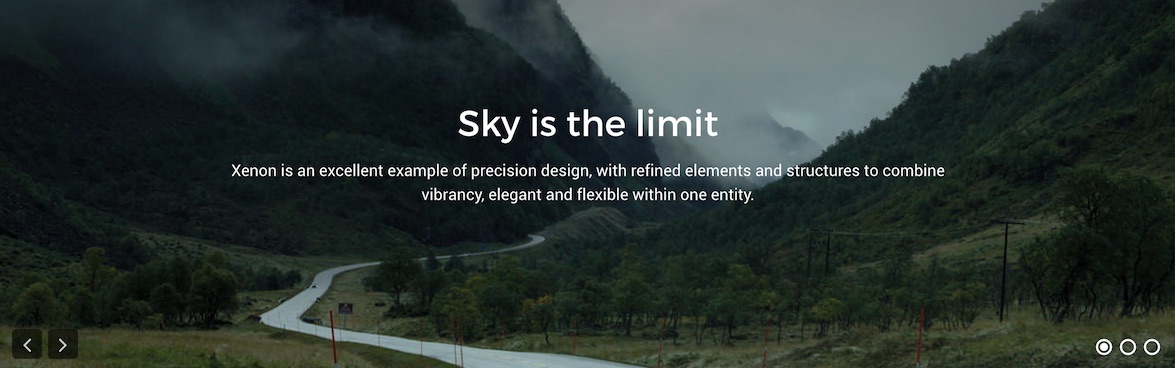 Sky is the limit
Xenon is an excellent example of precision design, with refined elements and structures to combine
vibrancy, elegant and flexible within one entity.